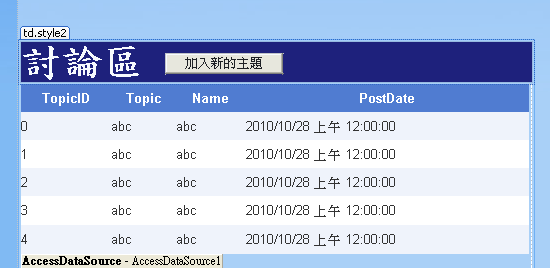 td.style2
討論區 加入新的主題
TopicID Topic Name PostDate
0 abc abc 2010/10/28 上午 12:00:00
1 abc abc 2010/10/28 上午 12:00:00
2 abc abc 2010/10/28 上午 12:00:00
3 abc abc 2010/10/28 上午 12:00:00
4 abc abc 2010/10/28 上午 12:00:00
AccessDataSource - AccessDataSource1